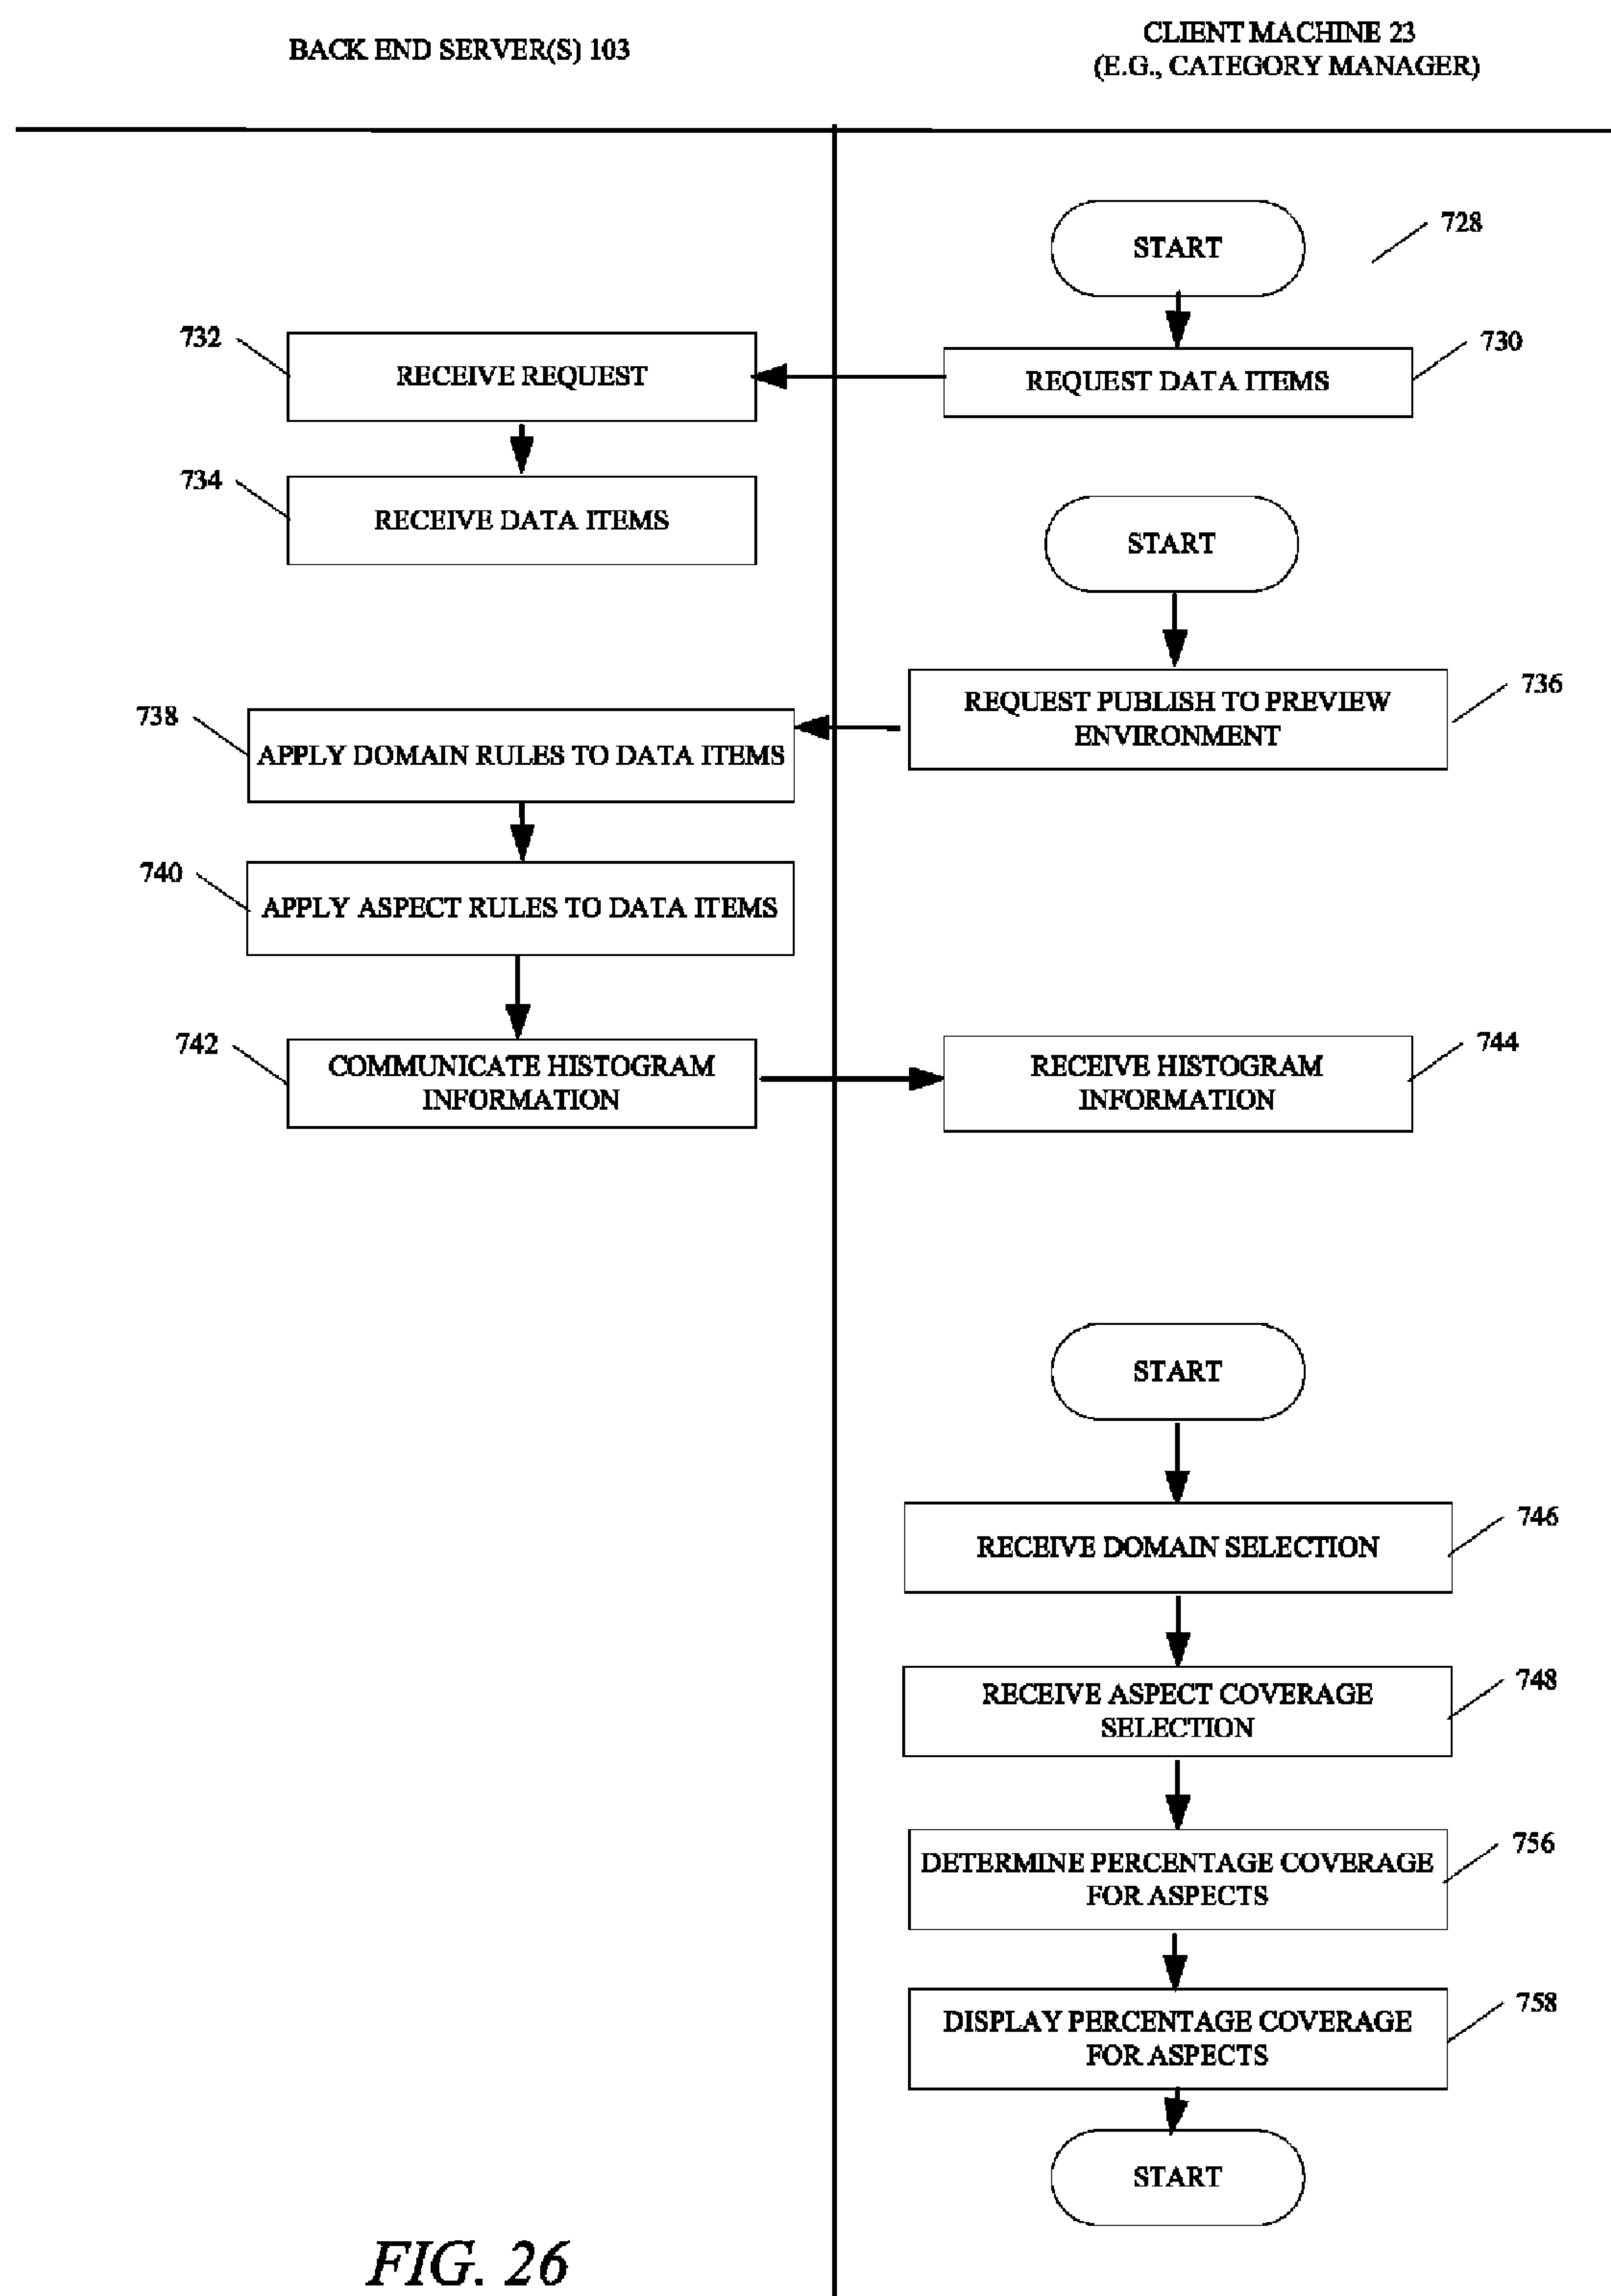 BACK END SERVER(S) 103
CLIENT MACHINE 23
(E.G., CATEGORY MANAGER)
START
728
732
RECEIVE REQUEST
REQUEST DATA ITEMS
730
734
RECEIVE DATA ITEMS
START
736
REQUEST PUBLISH TO PREVIEW
ENVIRONMENT
738
APPLY DOMAIN RULES TO DATA ITEMS
740
APPLY ASPECT RULES TO DATA ITEMS
742
COMMUNICATE HISTOGRAM
INFORMATION
RECEIVE HISTOGRAM
INFORMATION
744
START
746
RECEIVE DOMAIN SELECTION
748
RECEIVE ASPECT COVERAGE
SELECTION
756
DETERMINE PERCENTAGE COVERAGE
FOR ASPECTS
758
DISPLAY PERCENTAGE COVERAGE
FOR ASPECTS
START
FIG. 26